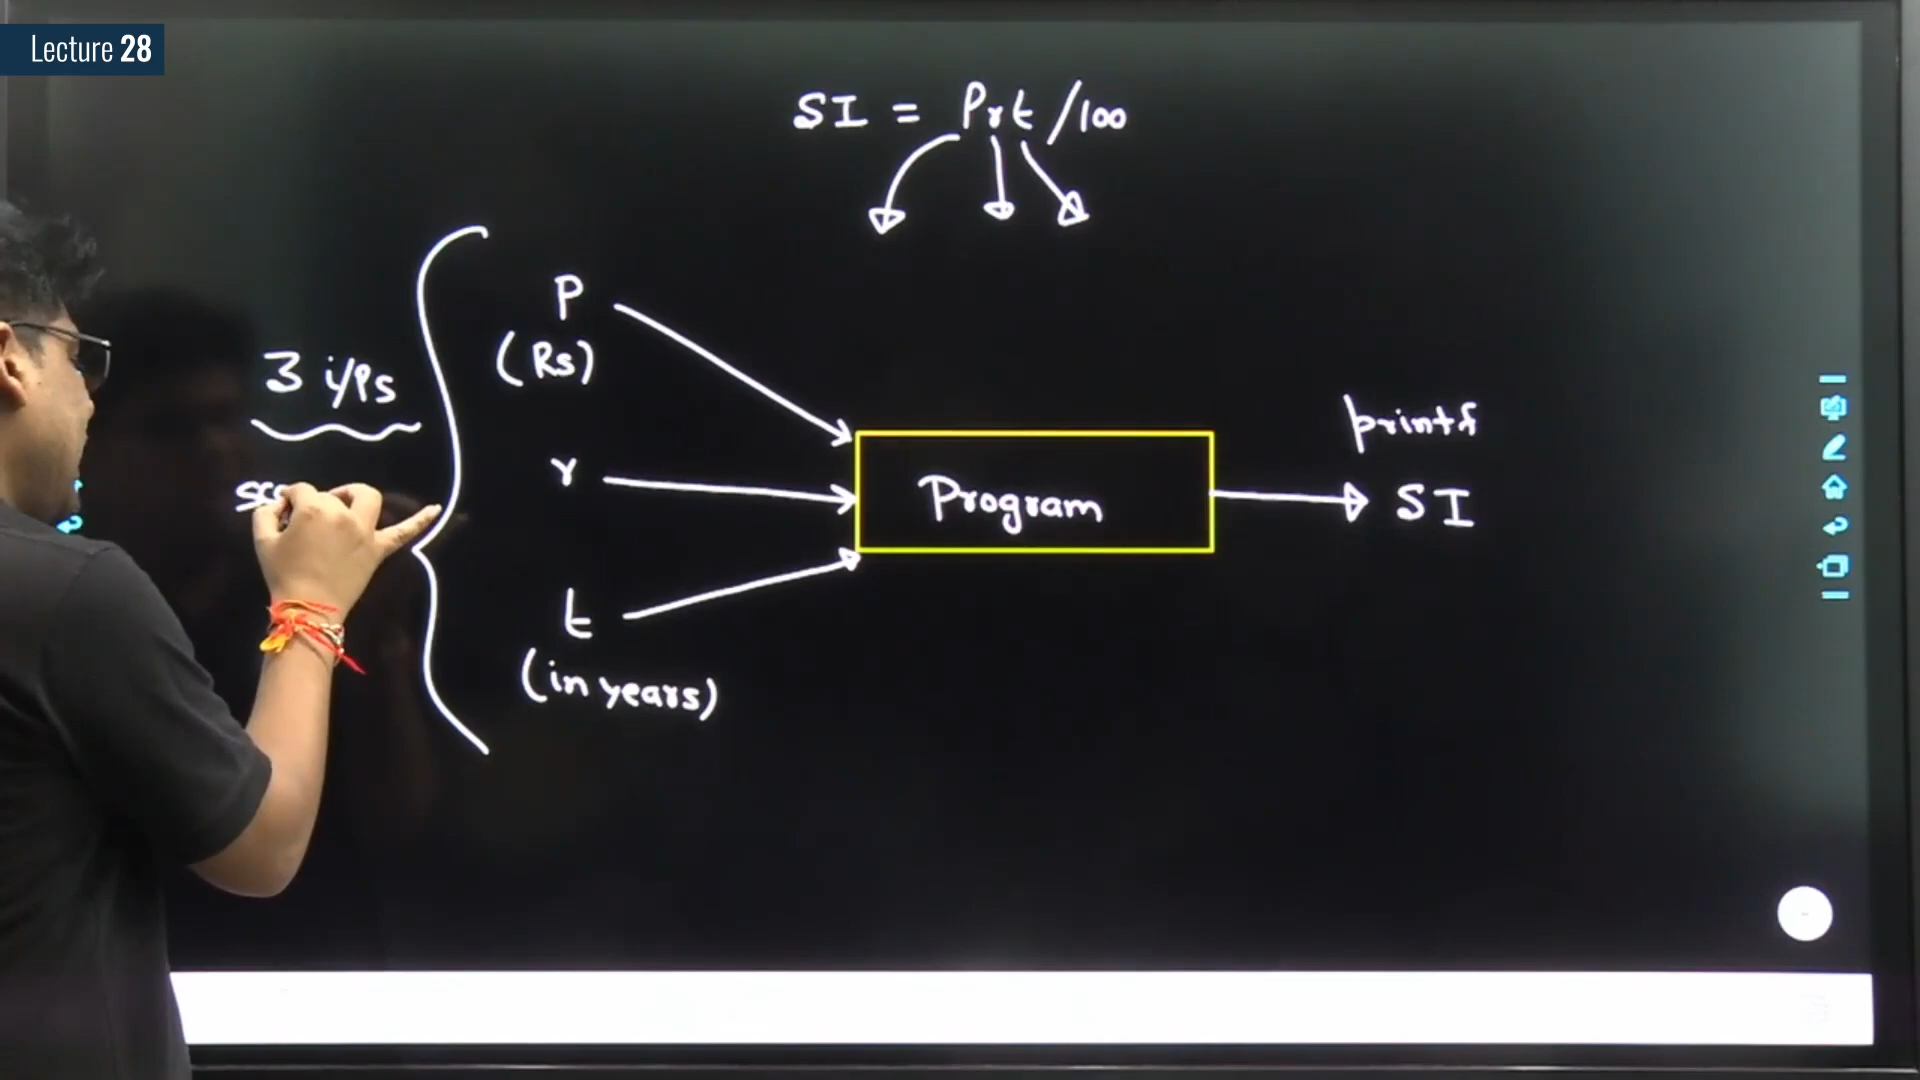 Lecture 28
SI = Prt/100
P
(Rs)
3 i/Ps
r
t
(in years)
Program
printf
SI